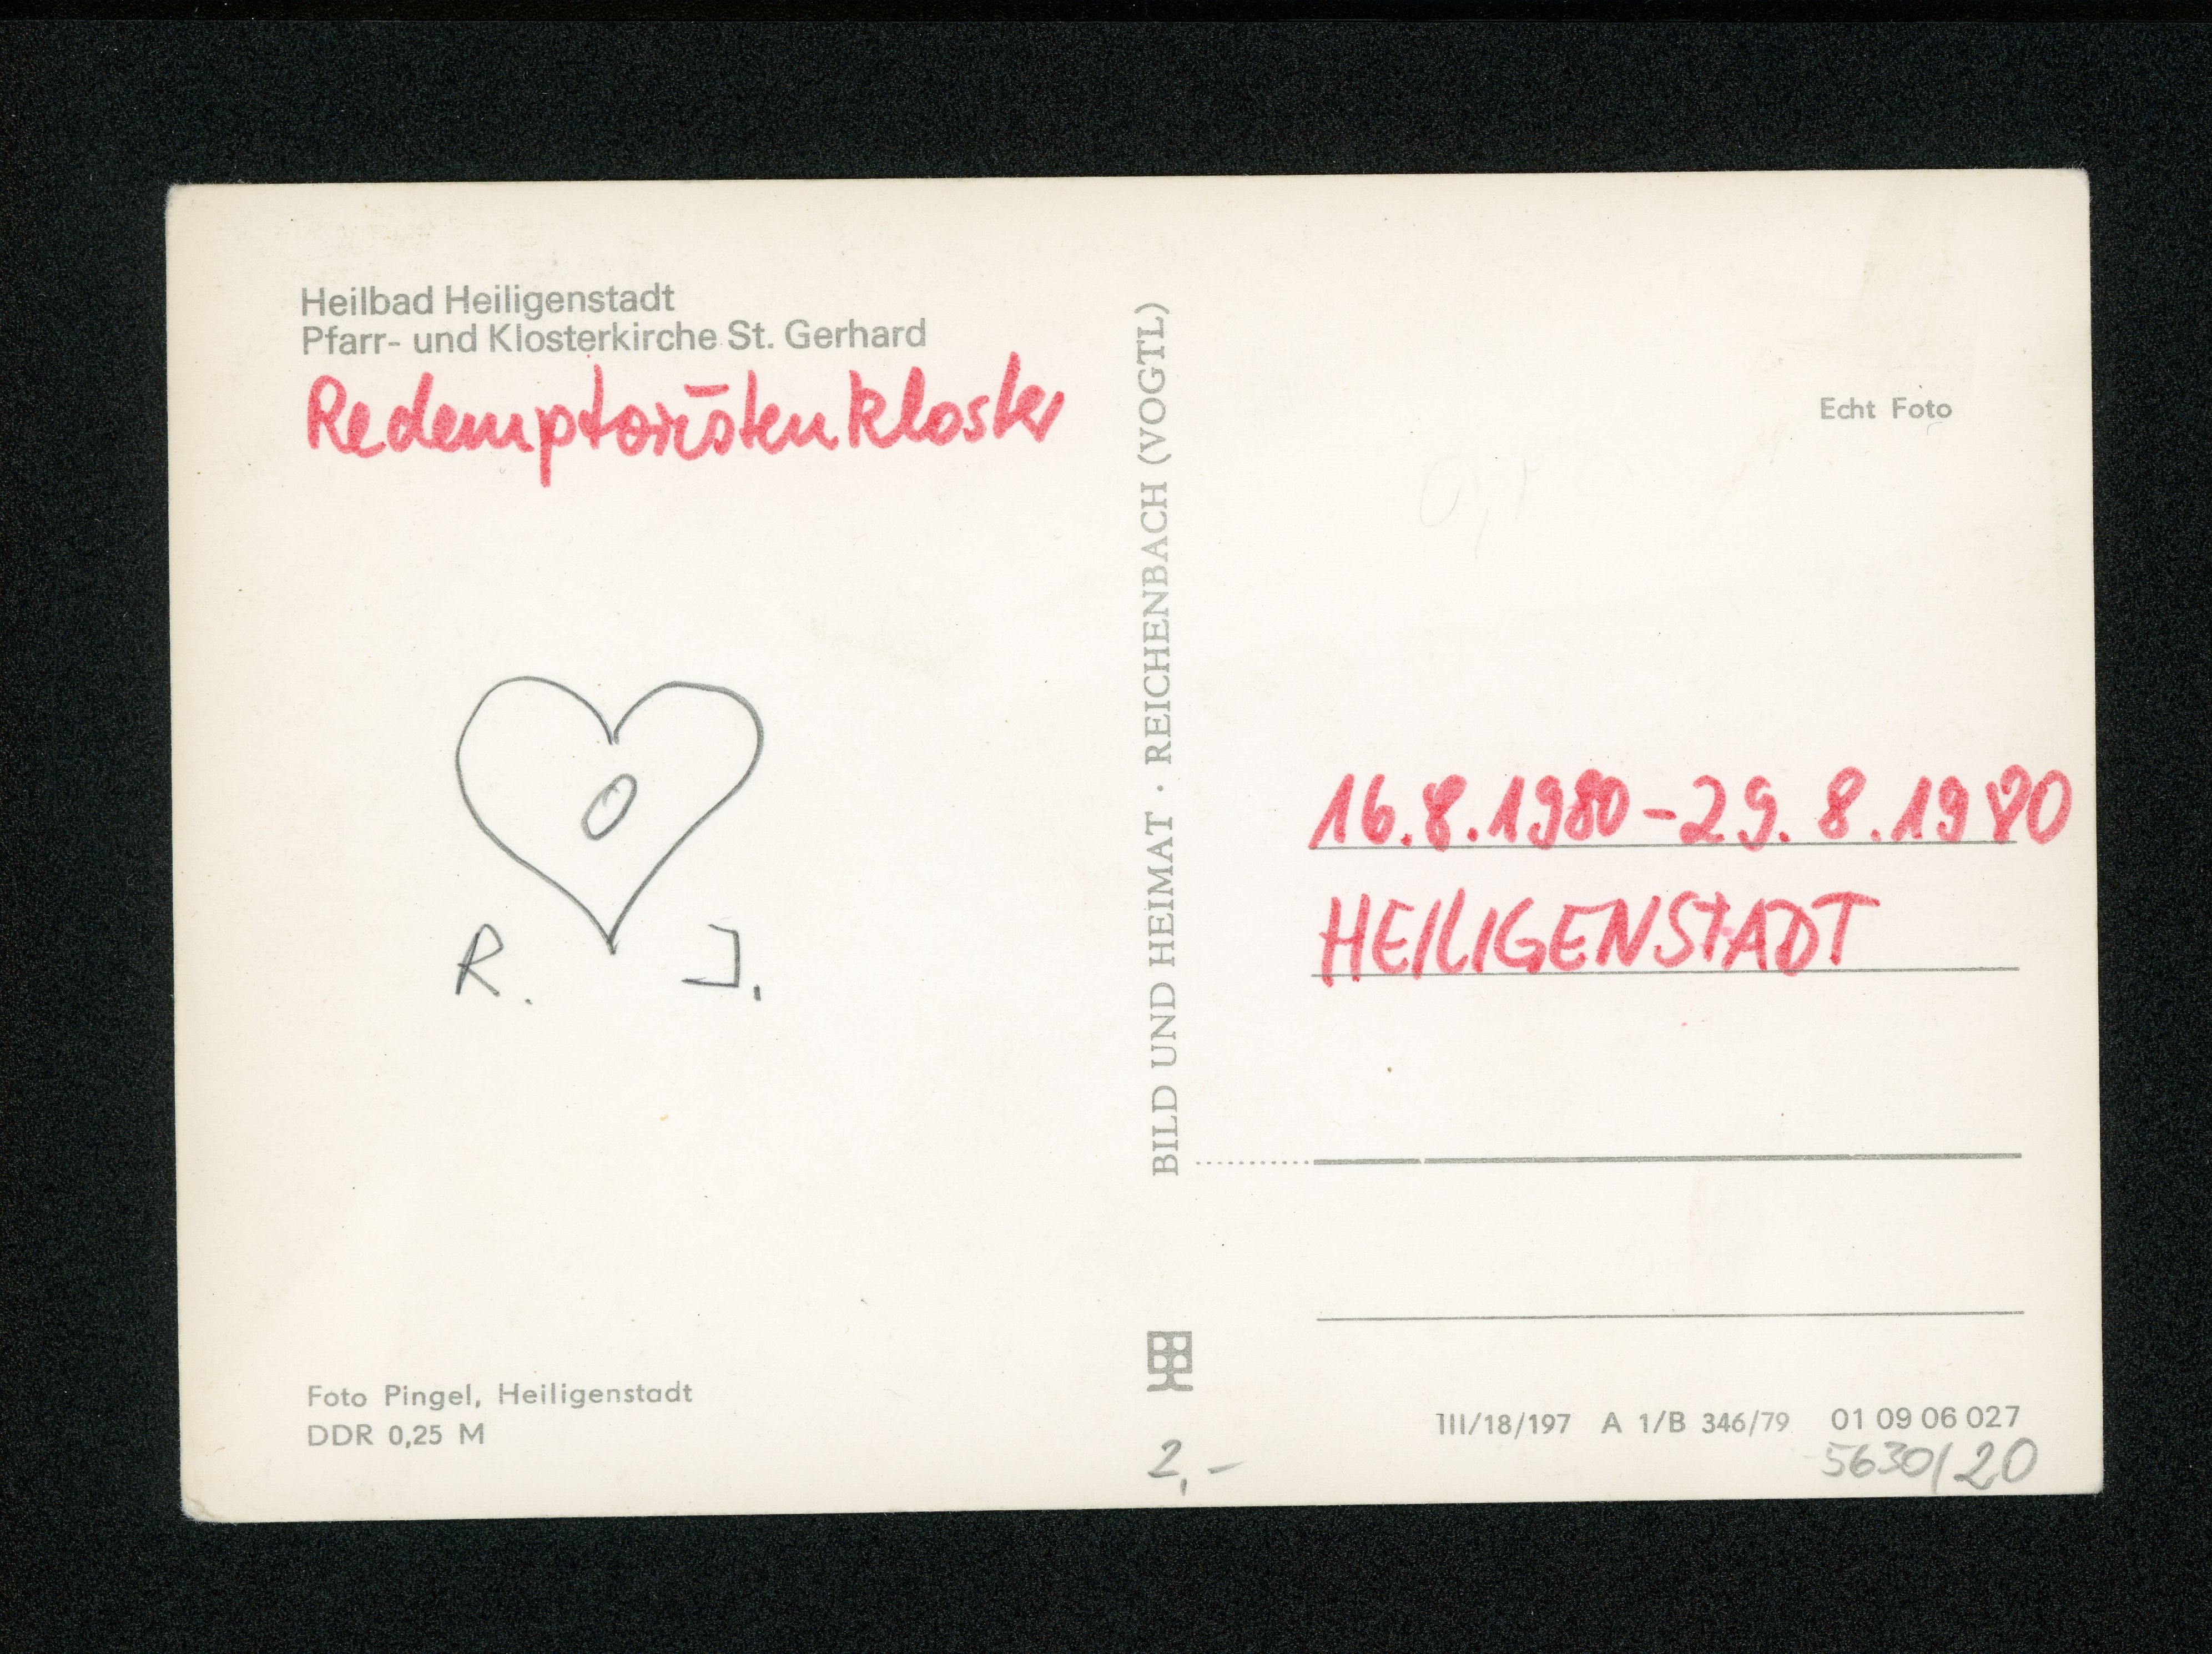 Heilbad Heiligenstadt
Pfarr- und Klosterkirche St. Gerhard
Redemptoristenkloster
O
R. J.
Foto Pingel, Heiligenstadt
DDR 0,25 M
BILD UND HEIMAT · REICHENBACH (VOGTL)
2,-
Echt Foto
16.8.1980-29.8.1980
HEILIGENSTADT
III/18/197 A 1/B 346/79 01 09 06 027
5630/20